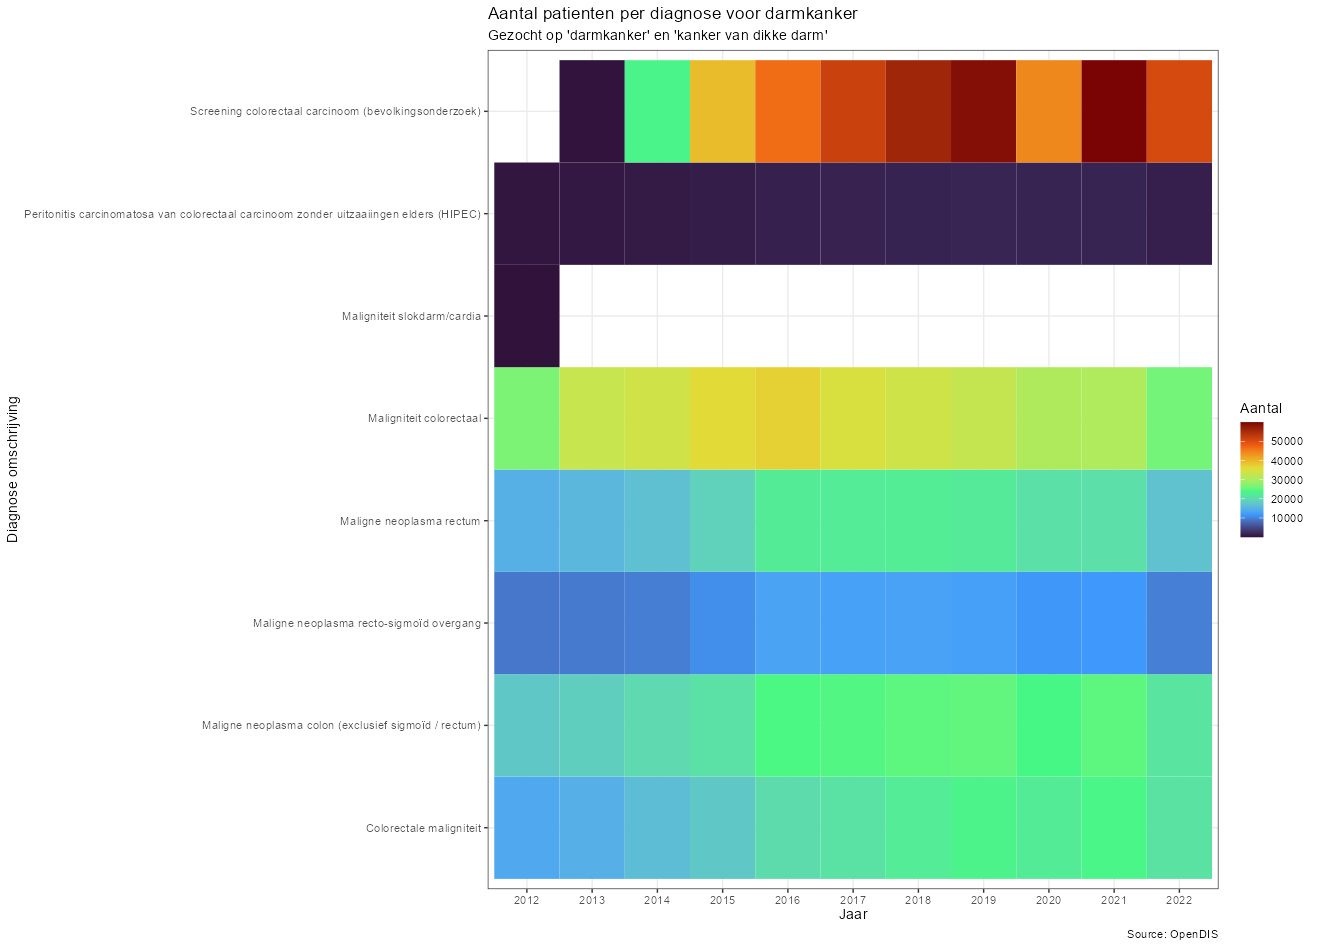 Aantal patienten per diagnose voor darmkanker
Gezocht op 'darmkanker' en 'kanker van dikke darm'
Diagnose omschrijving
Screening colorectaal carcinoom (bevolkingsonderzoek)
Peritonitis carcinomatosa van colorectaal carcinoom zonder uitzaaiingen elders (HIPEC)
Maligniteit slokdarm/cardia
Maligniteit colorectaal
Maligne neoplasma rectum
Maligne neoplasma recto-sigmoïd overgang
Maligne neoplasma colon (exclusief sigmoïd / rectum)
Colorectale maligniteit
2012 2013 2014 2015 2016 2017 2018 2019 2020 2021 2022
Jaar
Aantal
50000
40000
30000
20000
10000
Source: OpenDIS